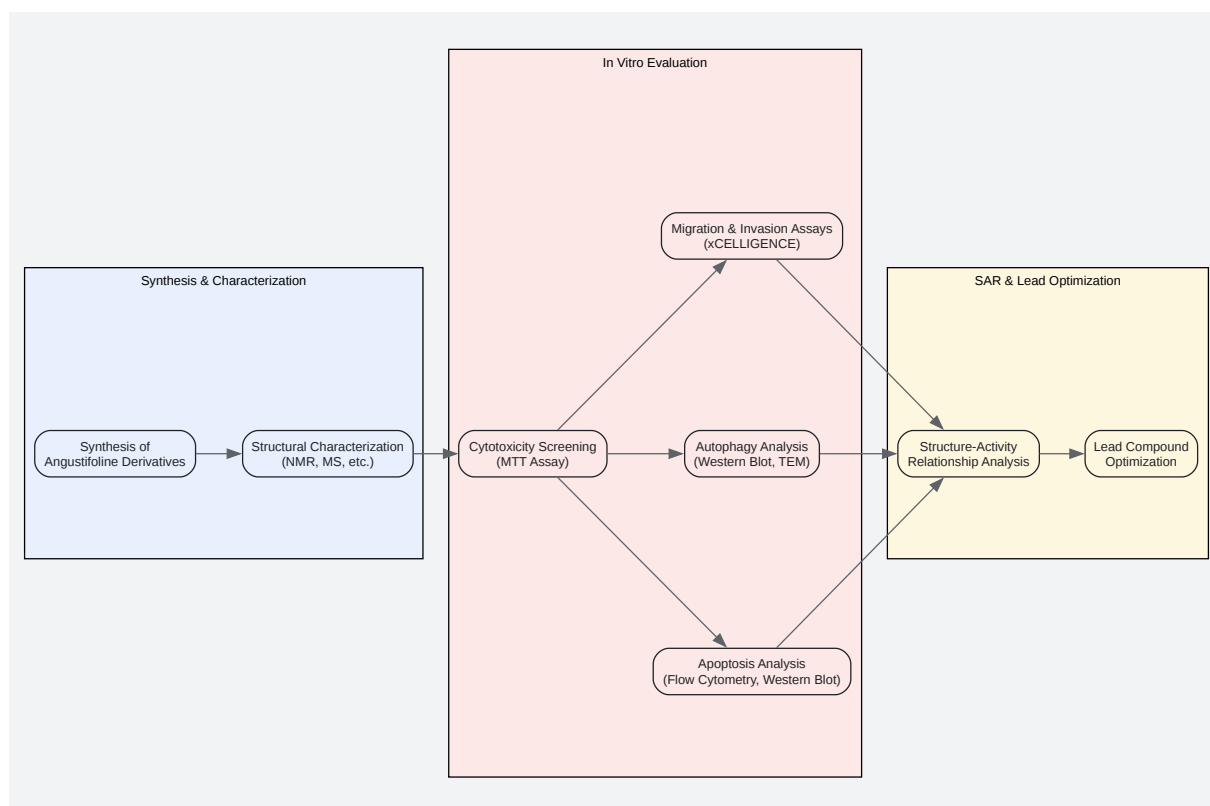 Synthesis & Characterization
Synthesis of
Angustifoline Derivatives
Structural Characterization
(NMR, MS, etc.)
In Vitro Evaluation
Cytotoxicity Screening
(MTT Assay)
Migration & Invasion Assays
(xCELLIGENCE)
Autophagy Analysis
(Western Blot, TEM)
Apoptosis Analysis
(Flow Cytometry, Western Blot)
SAR & Lead Optimization
Structure-Activity
Relationship Analysis
Lead Compound
Optimization